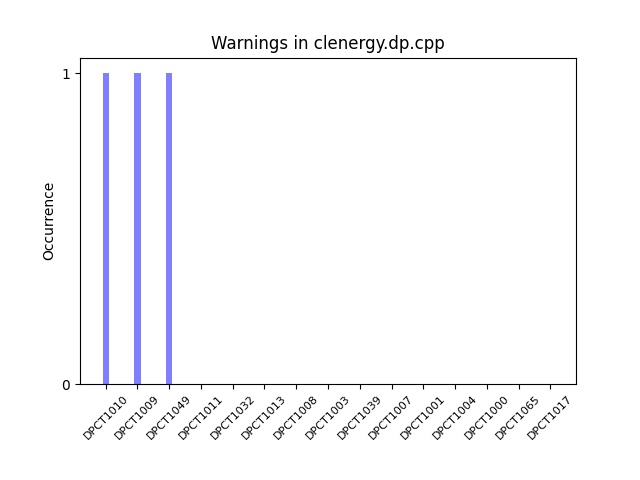 Warnings in clenergy.dp.cpp
Occurrence
1
0
DPCT1010
DPCT1009
DPCT1049
DPCT1011
DPCT1032
DPCT1013
DPCT1008
DPCT1003
DPCT1039
DPCT1007
DPCT1001
DPCT1004
DPCT1000
DPCT1065
DPCT1017